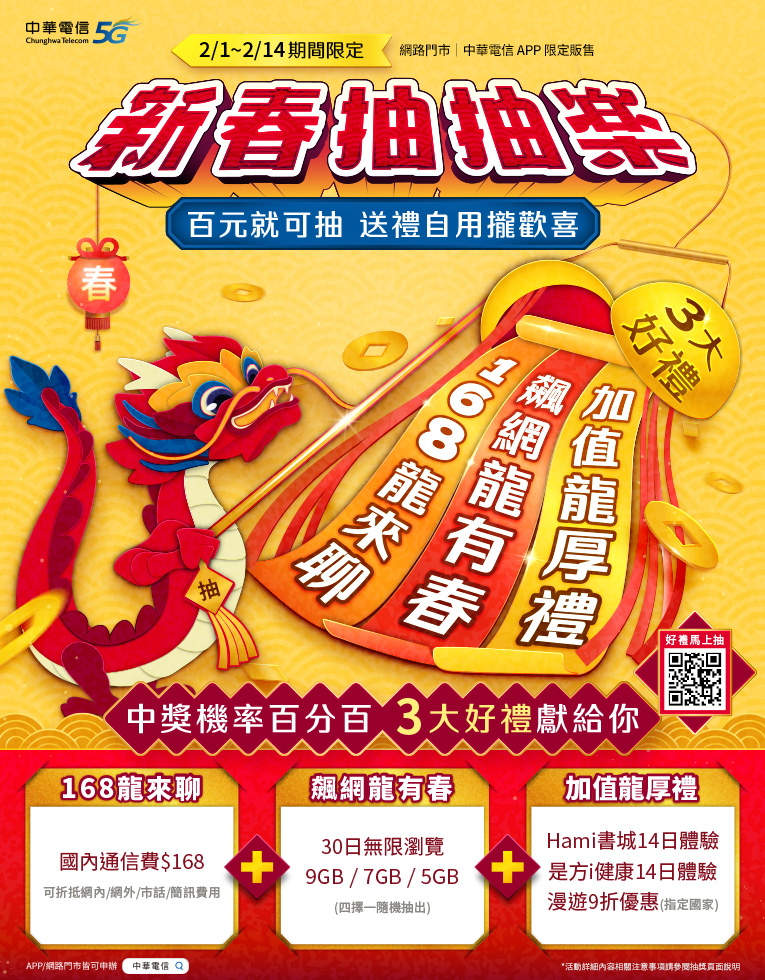 中華電信 5G
Chunghwa Telecom
2/1~2/14期間限定
網路門市｜中華電信 APP 限定販售
新春抽抽樂
百元就可抽 送禮自用攏歡喜
春
3大
好禮
168龍來聊
飆網龍有春
加值龍厚禮
抽
好禮馬上抽
中獎機率百分百 3大好禮獻給你
168龍來聊
國內通信費$168
可折抵網內/網外/市話/簡訊費用
+
飆網龍有春
30日無限瀏覽
9GB / 7GB / 5GB
(四擇一隨機抽出)
+
加值龍厚禮
Hami書城14日體驗
是方i健康14日體驗
漫遊9折優惠(指定國家)
APP/網路門市皆可申辦 中華電信
*活動詳細內容相關注意事項請參閱抽獎頁面說明